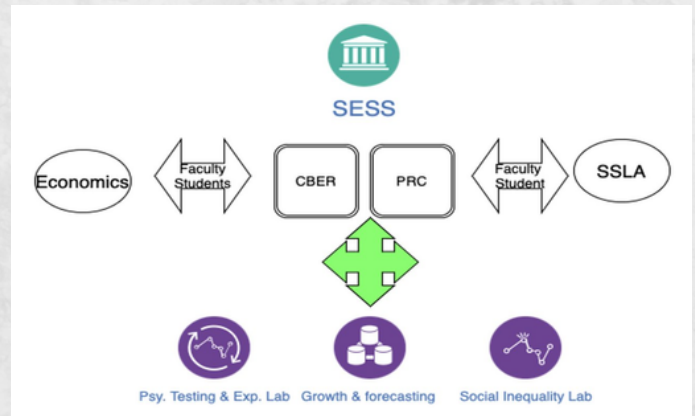 SESS
Economics
Faculty
Students
CBER
PRC
Faculty
Student
SSLA
Psy. Testing & Exp. Lab
Growth & forecasting
Social Inequality Lab